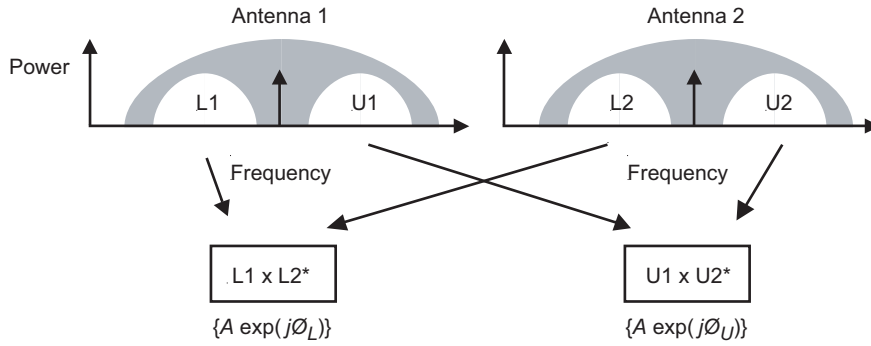 Antenna 1
Antenna 2
Power
L1
U1
L2
U2
Frequency
Frequency
L1 x L2*
U1 x U2*
{A exp(jØL)}
{A exp(jØU)}